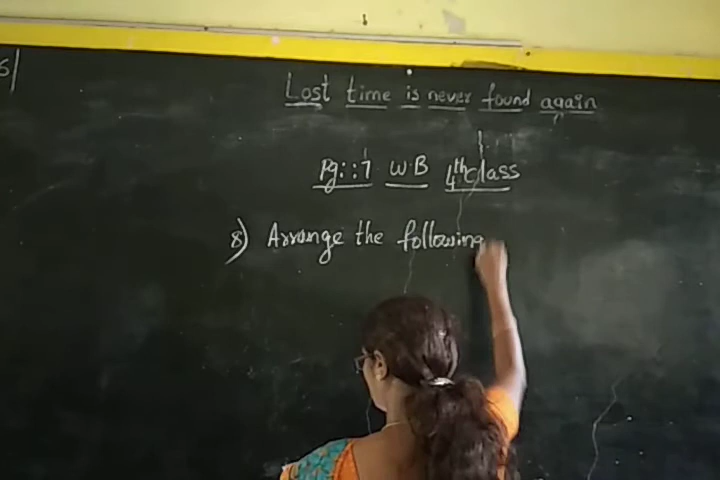 Lost time is never found again
Pg::7 W.B 4th class
8) Arrange the following